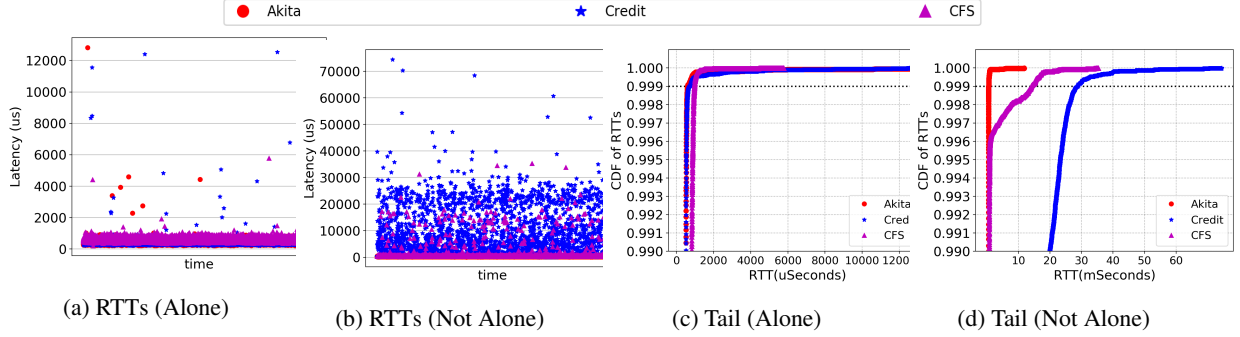 Akita
Credit
CFS
Latency (us)
12000
10000
8000
6000
4000
2000
0
time
(a) RTTs (Alone)
Latency (us)
70000
60000
50000
40000
30000
20000
10000
0
time
(b) RTTs (Not Alone)
CDF of RTTs
1.000
0.999
0.998
0.996
0.995
0.994
0.993
0.992
0.991
0.990
Akita
Cred
CFS
0 2000 4000 6000 8000 10000 1200
RTT(uSeconds)
(c) Tail (Alone)
CDF of RTTs
1.000
0.999
0.998
0.996
0.995
0.994
0.993
0.992
0.991
0.990
Akita
Credit
CFS
10 20 30 40 50 60
RTT(mSeconds)
(d) Tail (Not Alone)